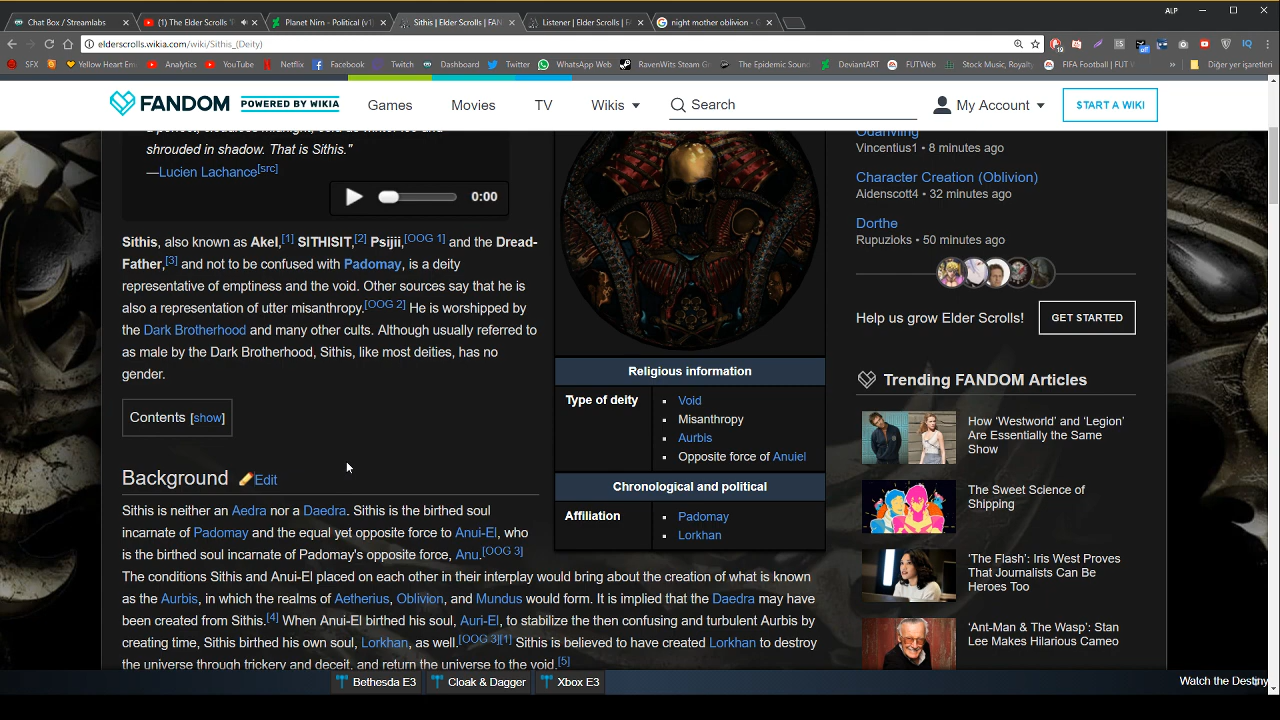 ALP
Chat Box / Streamlabs
(1) The Elder Scrolls
Planet Nirn - Political (v1)
Sithis | Elder Scrolls | FAN
Listener | Elder Scrolls | F
night mother oblivion - G
elderscrolls.wikia.com/wiki/Sithis_(Deity)
SFX
Yellow Heart Em
Analytics
YouTube
Netflix
Facebook
Twitch
Dashboard
Twitter
WhatsApp Web
RavenWits Steam Gr
The Epidemic Sound
DeviantART
FUTWeb
Stock Music, Royalty
FIFA Football | FUT W
»
Diğer yer işaretleri
FANDOM
POWERED BY WIKIA
Games
Movies
TV
Wikis
Search
My Account
START A WIKI
shrouded in shadow. That is Sithis."
—Lucien Lachance[src]
0:00
Sithis, also known as Akel,[1] SITHISIT,[2] Psijii,[OOG 1] and the Dread-
Father,[3] and not to be confused with Padomay, is a deity
representative of emptiness and the void. Other sources say that he is
also a representation of utter misanthropy.[OOG 2] He is worshipped by
the Dark Brotherhood and many other cults. Although usually referred to
as male by the Dark Brotherhood, Sithis, like most deities, has no
gender.
Contents [show]
Background
Edit
Sithis is neither an Aedra nor a Daedra. Sithis is the birthed soul
incarnate of Padomay and the equal yet opposite force to Anui-El, who
is the birthed soul incarnate of Padomay's opposite force, Anu.[OOG 3]
The conditions Sithis and Anui-El placed on each other in their interplay would bring about the creation of what is known
as the Aurbis, in which the realms of Aetherius, Oblivion, and Mundus would form. It is implied that the Daedra may have
been created from Sithis.[4] When Anui-El birthed his soul, Auri-El, to stabilize the then confusing and turbulent Aurbis by
creating time, Sithis birthed his own soul, Lorkhan, as well.[OOG 3][1] Sithis is believed to have created Lorkhan to destroy
the universe through trickery and deceit, and return the universe to the void.[5]
Religious information
Type of deity
Void
Misanthropy
Aurbis
Opposite force of Anuiel
Chronological and political
Affiliation
Padomay
Lorkhan
Vincentius1 • 8 minutes ago
Character Creation (Oblivion)
Aidenscott4 • 32 minutes ago
Dorthe
Rupuzioks • 50 minutes ago
Help us grow Elder Scrolls!
GET STARTED
Trending FANDOM Articles
How 'Westworld' and 'Legion'
Are Essentially the Same
Show
The Sweet Science of
Shipping
'The Flash': Iris West Proves
That Journalists Can Be
Heroes Too
'Ant-Man & The Wasp': Stan
Lee Makes Hilarious Cameo
Bethesda E3
Cloak & Dagger
Xbox E3
Watch the Destiny